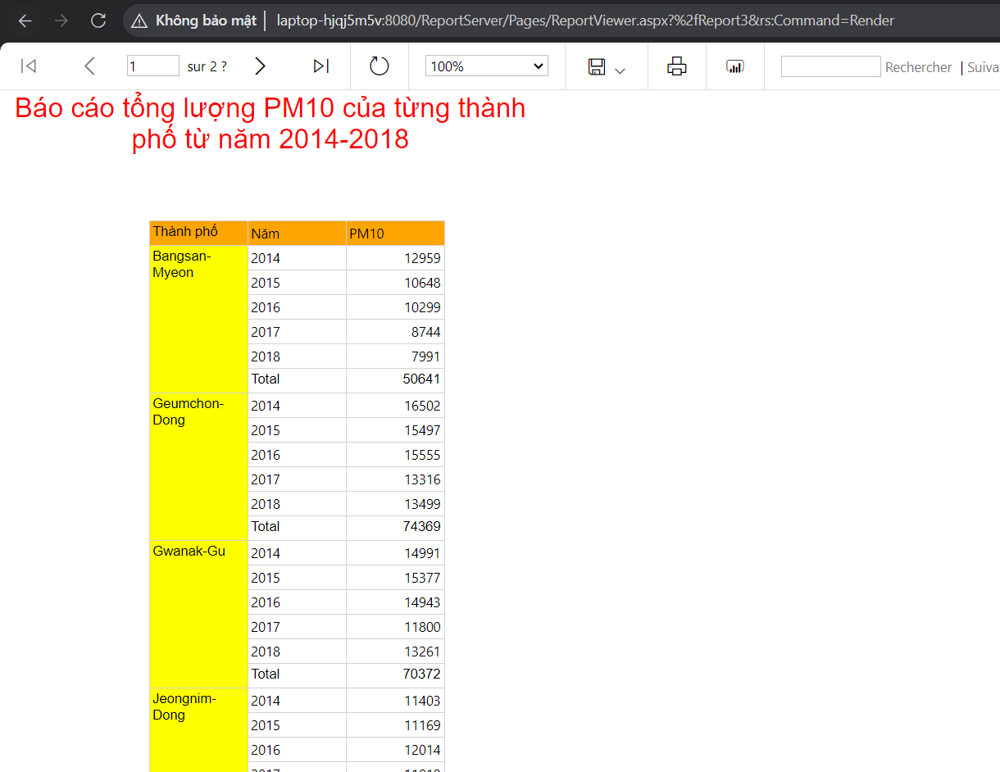 Không bảo mật | laptop-hjqj5m5v:8080/ReportServer/Pages/ReportViewer.aspx?%2fReport3&rs:Command=Render
1 sur 2 ? 100% Rechercher | Suiva
Báo cáo tổng lượng PM10 của từng thành
phố từ năm 2014-2018
Thành phố Năm PM10
Bangsan-
Myeon
2014 12959
2015 10648
2016 10299
2017 8744
2018 7991
Total 50641
Geumchon-
Dong
2014 16502
2015 15497
2016 15555
2017 13316
2018 13499
Total 74369
Gwanak-Gu 2014 14991
2015 15377
2016 14943
2017 11800
2018 13261
Total 70372
Jeongnim-
Dong
2014 11403
2015 11169
2016 12014